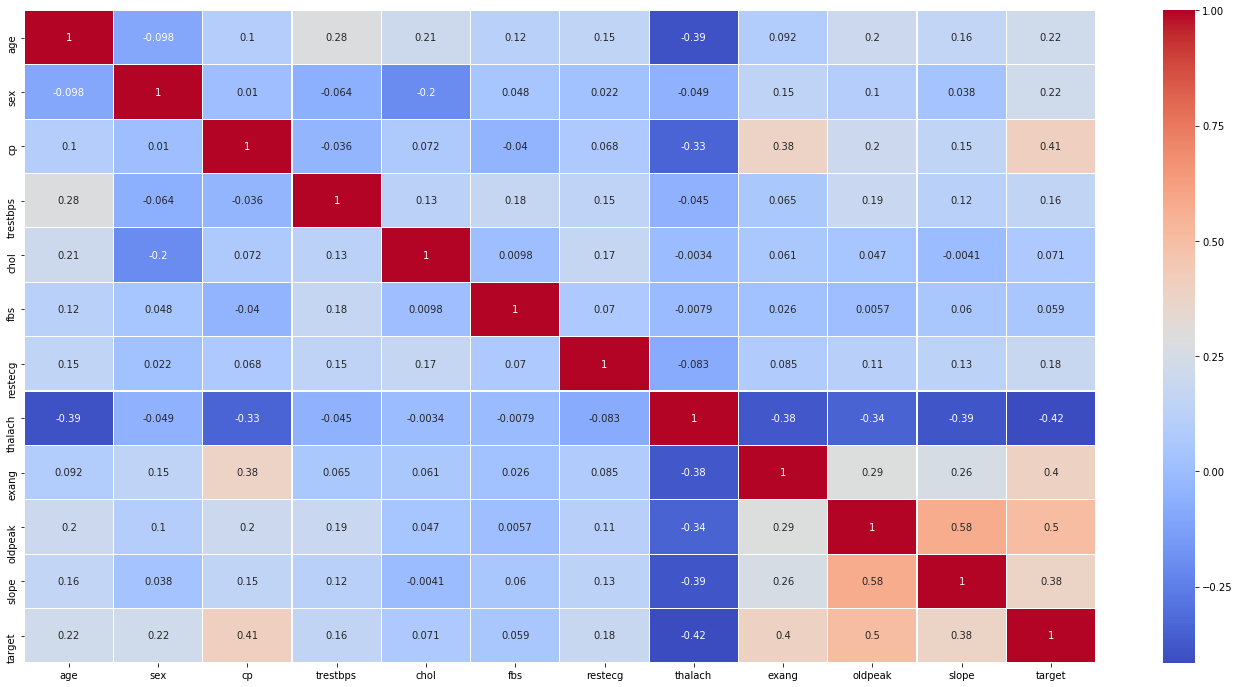 age 1 -0.098 0.1 0.28 0.21 0.12 0.15 -0.39 0.092 0.2 0.16 0.22
sex -0.098 1 0.01 -0.064 -0.2 0.048 0.022 -0.049 0.15 0.1 0.038 0.22
cp 0.1 0.01 1 -0.036 0.072 -0.04 0.068 -0.33 0.38 0.2 0.15 0.41
trestbps 0.28 -0.064 -0.036 1 0.13 0.18 0.15 -0.045 0.065 0.19 0.12 0.16
chol 0.21 -0.2 0.072 0.13 1 0.0098 0.17 -0.0034 0.061 0.047 -0.0041 0.071
fbs 0.12 0.048 -0.04 0.18 0.0098 1 0.07 -0.0079 0.026 0.0057 0.06 0.059
restecg 0.15 0.022 0.068 0.15 0.17 0.07 1 -0.083 0.085 0.11 0.13 0.18
thalach -0.39 -0.049 -0.33 -0.045 -0.0034 -0.0079 -0.083 1 -0.38 -0.34 -0.39 -0.42
exang 0.092 0.15 0.38 0.065 0.061 0.026 0.085 -0.38 1 0.29 0.26 0.4
oldpeak 0.2 0.1 0.2 0.19 0.047 0.0057 0.11 -0.34 0.29 1 0.58 0.5
slope 0.16 0.038 0.15 0.12 -0.0041 0.06 0.13 -0.39 0.26 0.58 1 0.38
target 0.22 0.22 0.41 0.16 0.071 0.059 0.18 -0.42 0.4 0.5 0.38 1
age sex cp trestbps chol fbs restecg thalach exang oldpeak slope target
1.00
0.75
0.50
0.25
0.00
−0.25